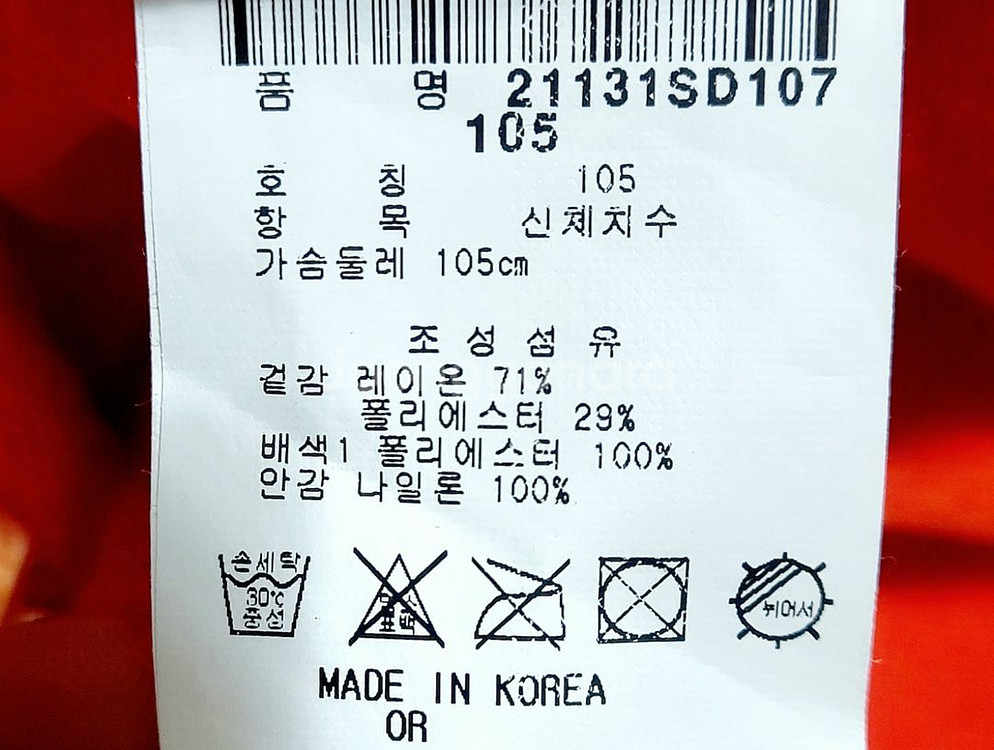 품 명 21131SD107
105
호 칭 105
항 목 신체치수
가슴둘레 105cm
조 성 섬 유
겉감 레이온 71%
폴리에스터 29%
배색1 폴리에스터 100%
안감 나일론 100%
손세탁
30℃
중성
표백
뉘어서
MADE IN KOREA
OR